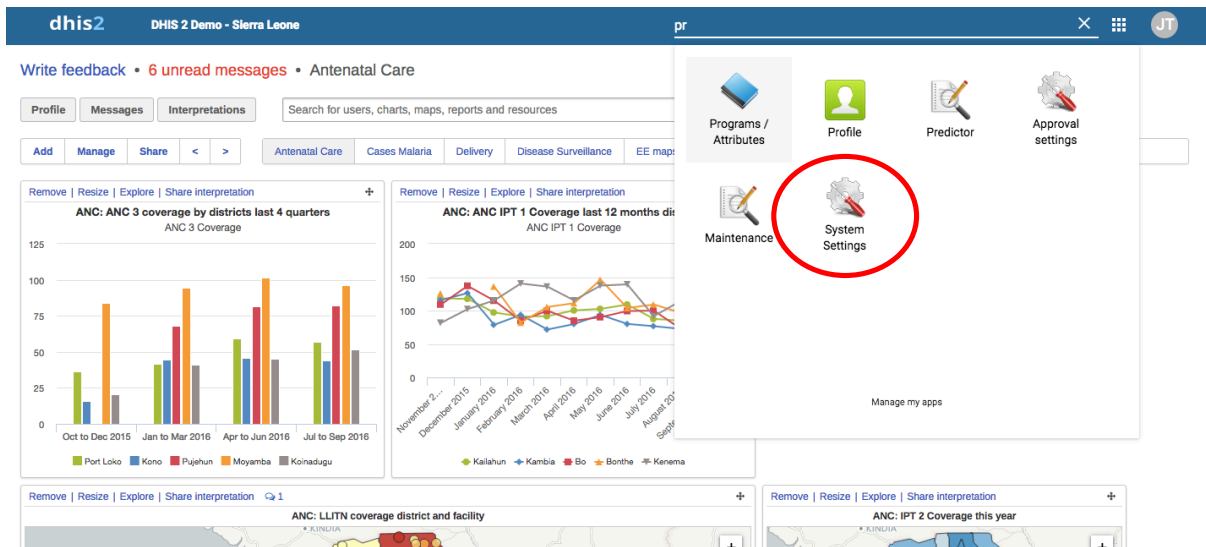 dhis2 DHIS 2 Demo - Sierra Leone pr × JT
Write feedback • 6 unread messages • Antenatal Care
Profile Messages Interpretations Search for users, charts, maps, reports and resources
Add Manage Share < > Antenatal Care Cases Malaria Delivery Disease Surveillance EE maps
Programs /
Attributes
Profile
Predictor
Approval
settings
Maintenance
System
Settings
Manage my apps
Remove | Resize | Explore | Share interpretation
ANC: ANC 3 coverage by districts last 4 quarters
ANC 3 Coverage
125
100
75
50
25
0
Oct to Dec 2015 Jan to Mar 2016 Apr to Jun 2016 Jul to Sep 2016
Port Loko Kono Pujehun Moyamba Koinadugu
Remove | Resize | Explore | Share interpretation
ANC: ANC IPT 1 Coverage last 12 months dis
ANC IPT 1 Coverage
200
150
100
50
0
November 2... December 2015 January 2016 February 2016 March 2016 April 2016 May 2016 June 2016 July 2016 August 20 Septe
Kailahun Kambia Bo Bonthe Kenema
Remove | Resize | Explore | Share interpretation 1
ANC: LLITN coverage district and facility
KINDIA
+
Remove | Resize | Explore | Share interpretation
ANC: IPT 2 Coverage this year
KINDIA
+